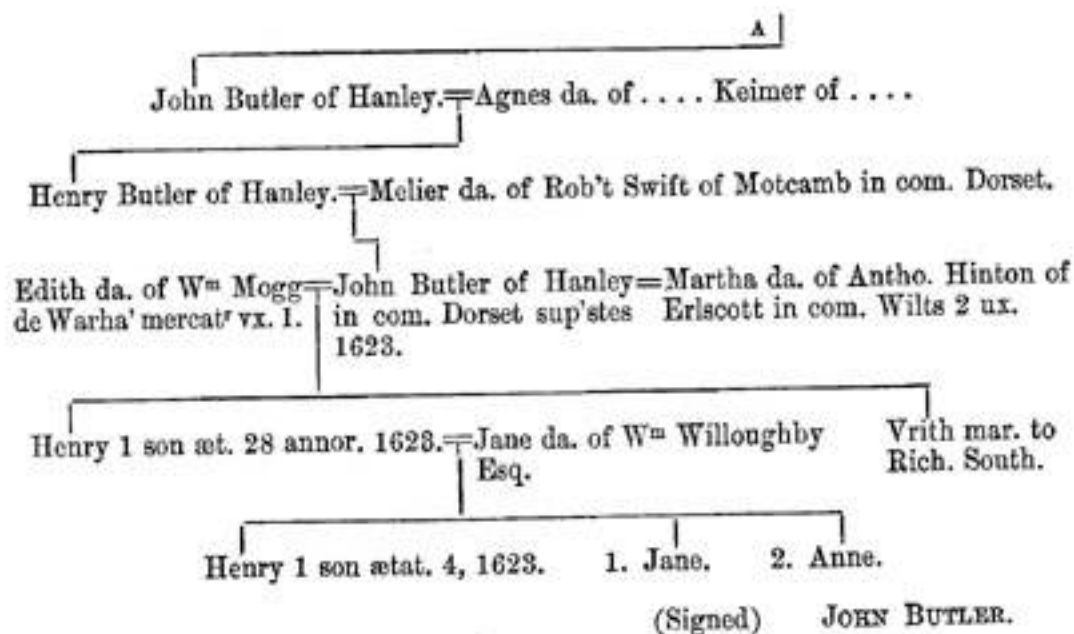 A
John Butler of Hanley.=Agnes da. of .... Keimer of ....
Henry Butler of Hanley.=Melier da. of Rob't Swift of Motcamb in com. Dorset.
Edith da. of Wᵐ Mogg=John Butler of Hanley=Martha da. of Antho. Hinton of
de Warha' mercatʳ vx. 1. in com. Dorset sup'stes Erlscott in com. Wilts 2 ux.
1623.
Henry 1 son æt. 28 annor. 1623.=Jane da. of Wᵐ Willoughby Vrith mar. to
Esq. Rich. South.
Henry 1 son ætat. 4, 1623. 1. Jane. 2. Anne.
(Signed) JOHN BUTLER.